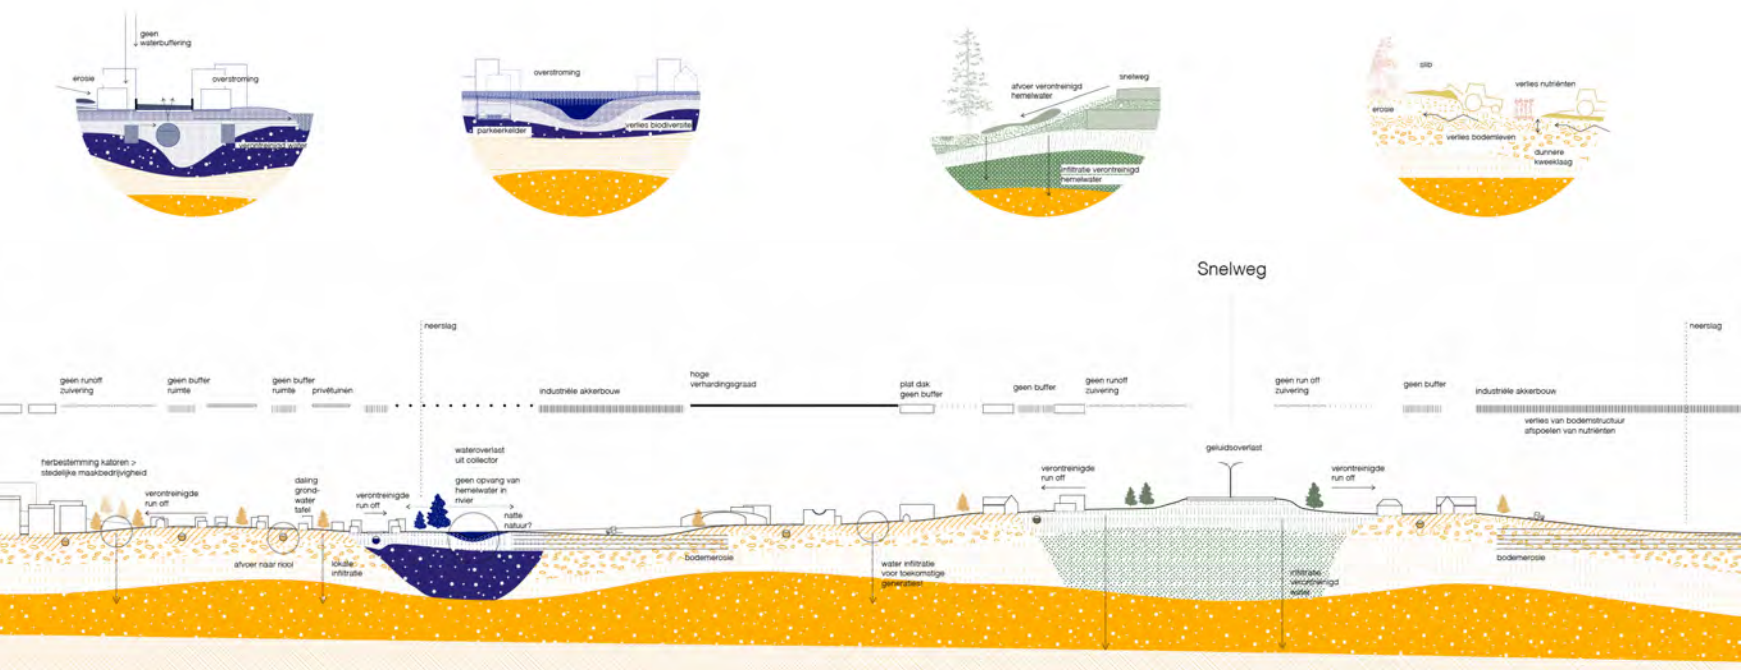 geen
waterbuffering
erosie
overstroming
verontreinigd water
overstroming
parkeerkelder
verlies biodiversiteit
snelweg
afvoer verontreinigd
hemelwater
infiltratie verontreinigd
hemelwater
slib
verlies nutriënten
erosie
verlies bodemleven
dunnere
kweeklaag
Snelweg
neerslag
neerslag
geen runoff
zuivering
geen buffer
ruimte
geen buffer
ruimte
privétuinen
industriële akkerbouw
hoge
verhardingsgraad
plat dak
geen buffer
geen buffer
geen runoff
zuivering
geen run off
zuivering
geen buffer
industriële akkerbouw
verlies van bodemstructuur
afspoelen van nutriënten
herbestemming katoren >
stedelijke maakbedrijvigheid
verontreinigde
run off
daling
grond-
water
tafel
verontreinigde
run off
wateroverlast
uit collector
geen opvang van
hemelwater in
rivier
natte
natuur?
verontreinigde
run off
geluidsoverlast
verontreinigde
run off
afvoer naar riool
lokale
infiltratie
bodemerosie
water infiltratie
voor toekomstige
generaties!
infiltratie
verontreinigd
water
bodemerosie